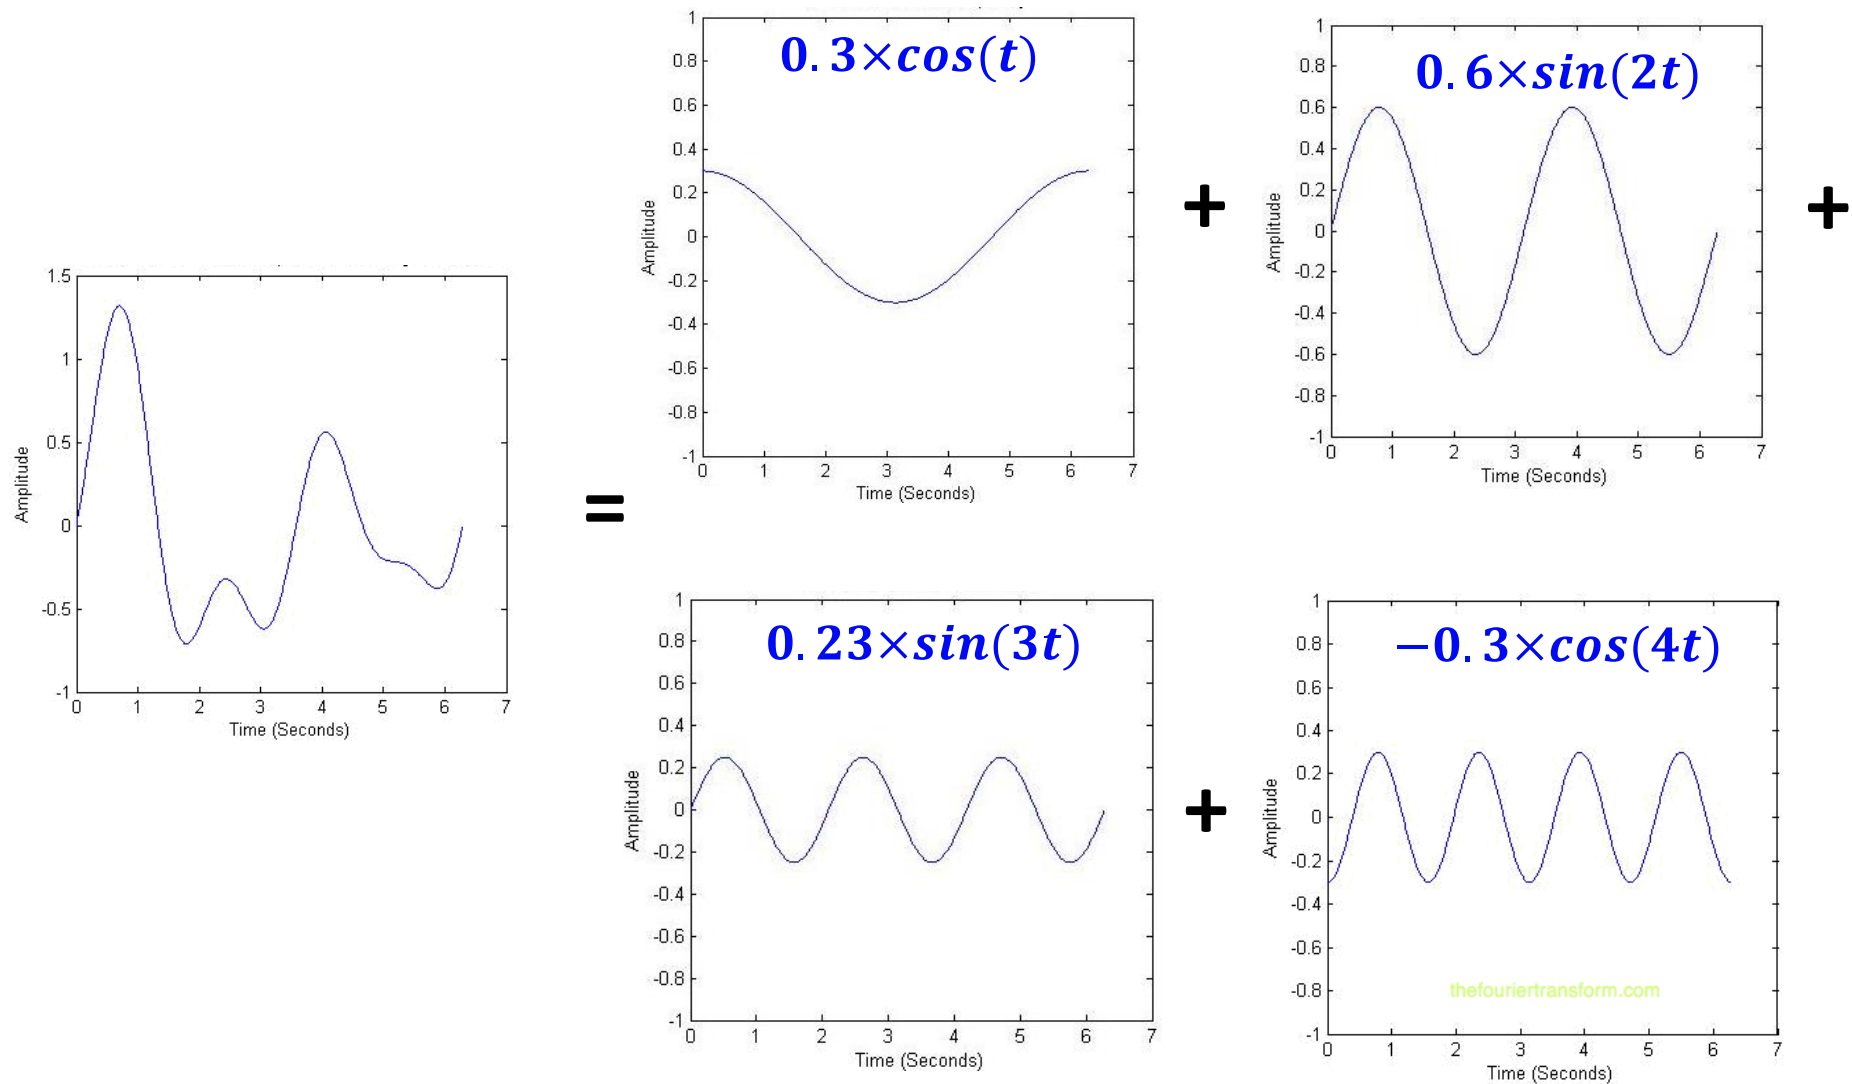 0.3×cos(t)
1
0.8
0.6
0.4
0.2
0
-0.2
-0.4
-0.6
-0.8
-1
Amplitude
0 1 2 3 4 5 6 7
Time (Seconds)
+
0.6×sin(2t)
1
0.8
0.6
0.4
0.2
0
-0.2
-0.4
-0.6
-0.8
-1
Amplitude
0 1 2 3 4 5 6 7
Time (Seconds)
+
1.5
1
0.5
0
-0.5
-1
Amplitude
0 1 2 3 4 5 6 7
Time (Seconds)
=
0.23×sin(3t)
1
0.8
0.6
0.4
0.2
0
-0.2
-0.4
-0.6
-0.8
-1
Amplitude
0 1 2 3 4 5 6 7
Time (Seconds)
+
−0.3×cos(4t)
1
0.8
0.6
0.4
0.2
0
-0.2
-0.4
-0.6
-0.8
-1
Amplitude
thefouriertransform.com
0 1 2 3 4 5 6 7
Time (Seconds)